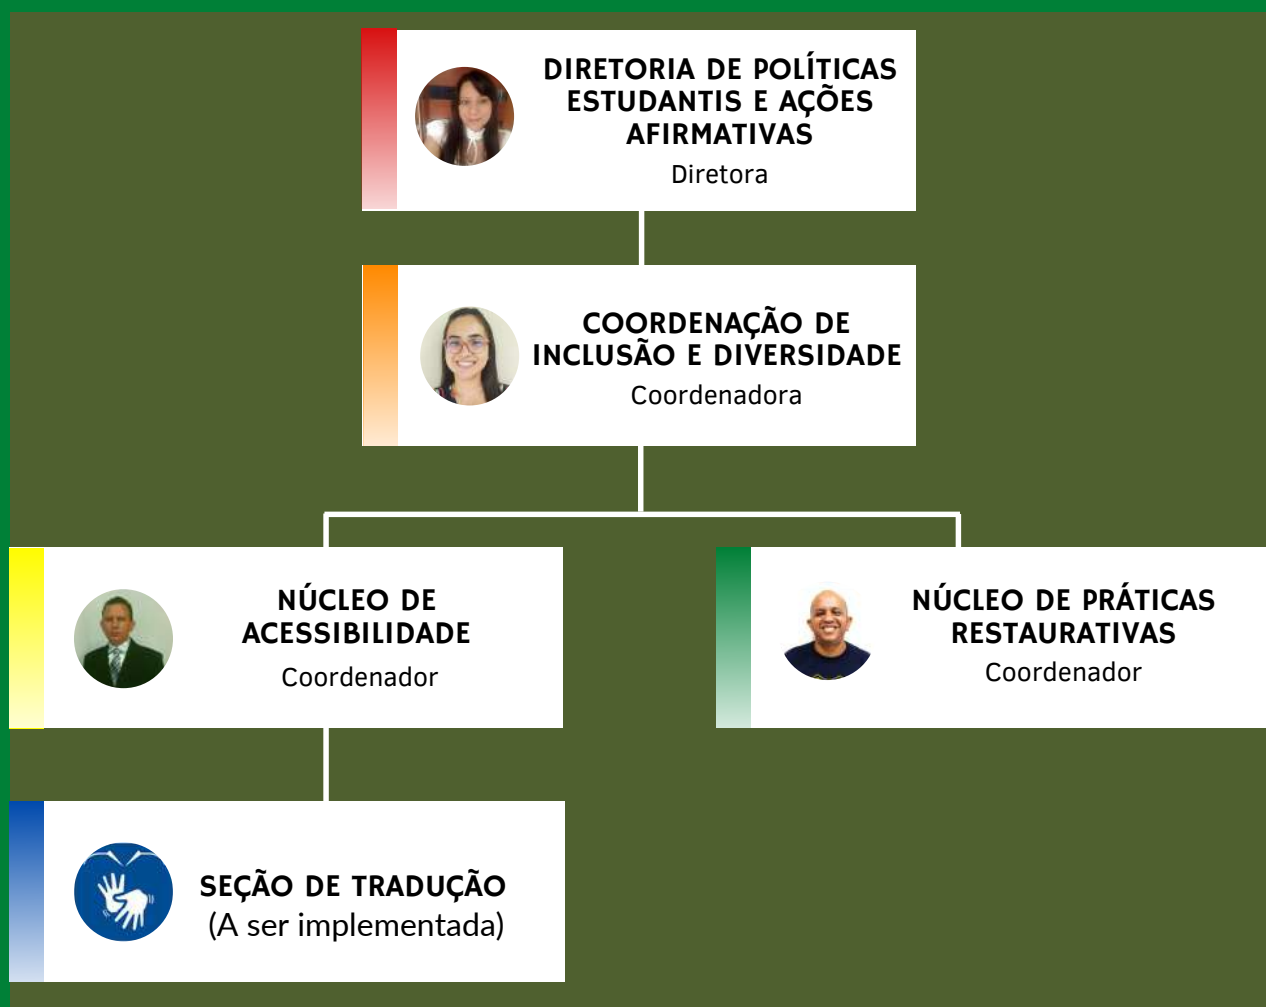 DIRETORIA DE POLÍTICAS
ESTUDANTIS E AÇÕES
AFIRMATIVAS
Diretora
COORDENAÇÃO DE
INCLUSÃO E DIVERSIDADE
Coordenadora
NÚCLEO DE
ACESSIBILIDADE
Coordenador
NÚCLEO DE PRÁTICAS
RESTAURATIVAS
Coordenador
SEÇÃO DE TRADUÇÃO
(A ser implementada)